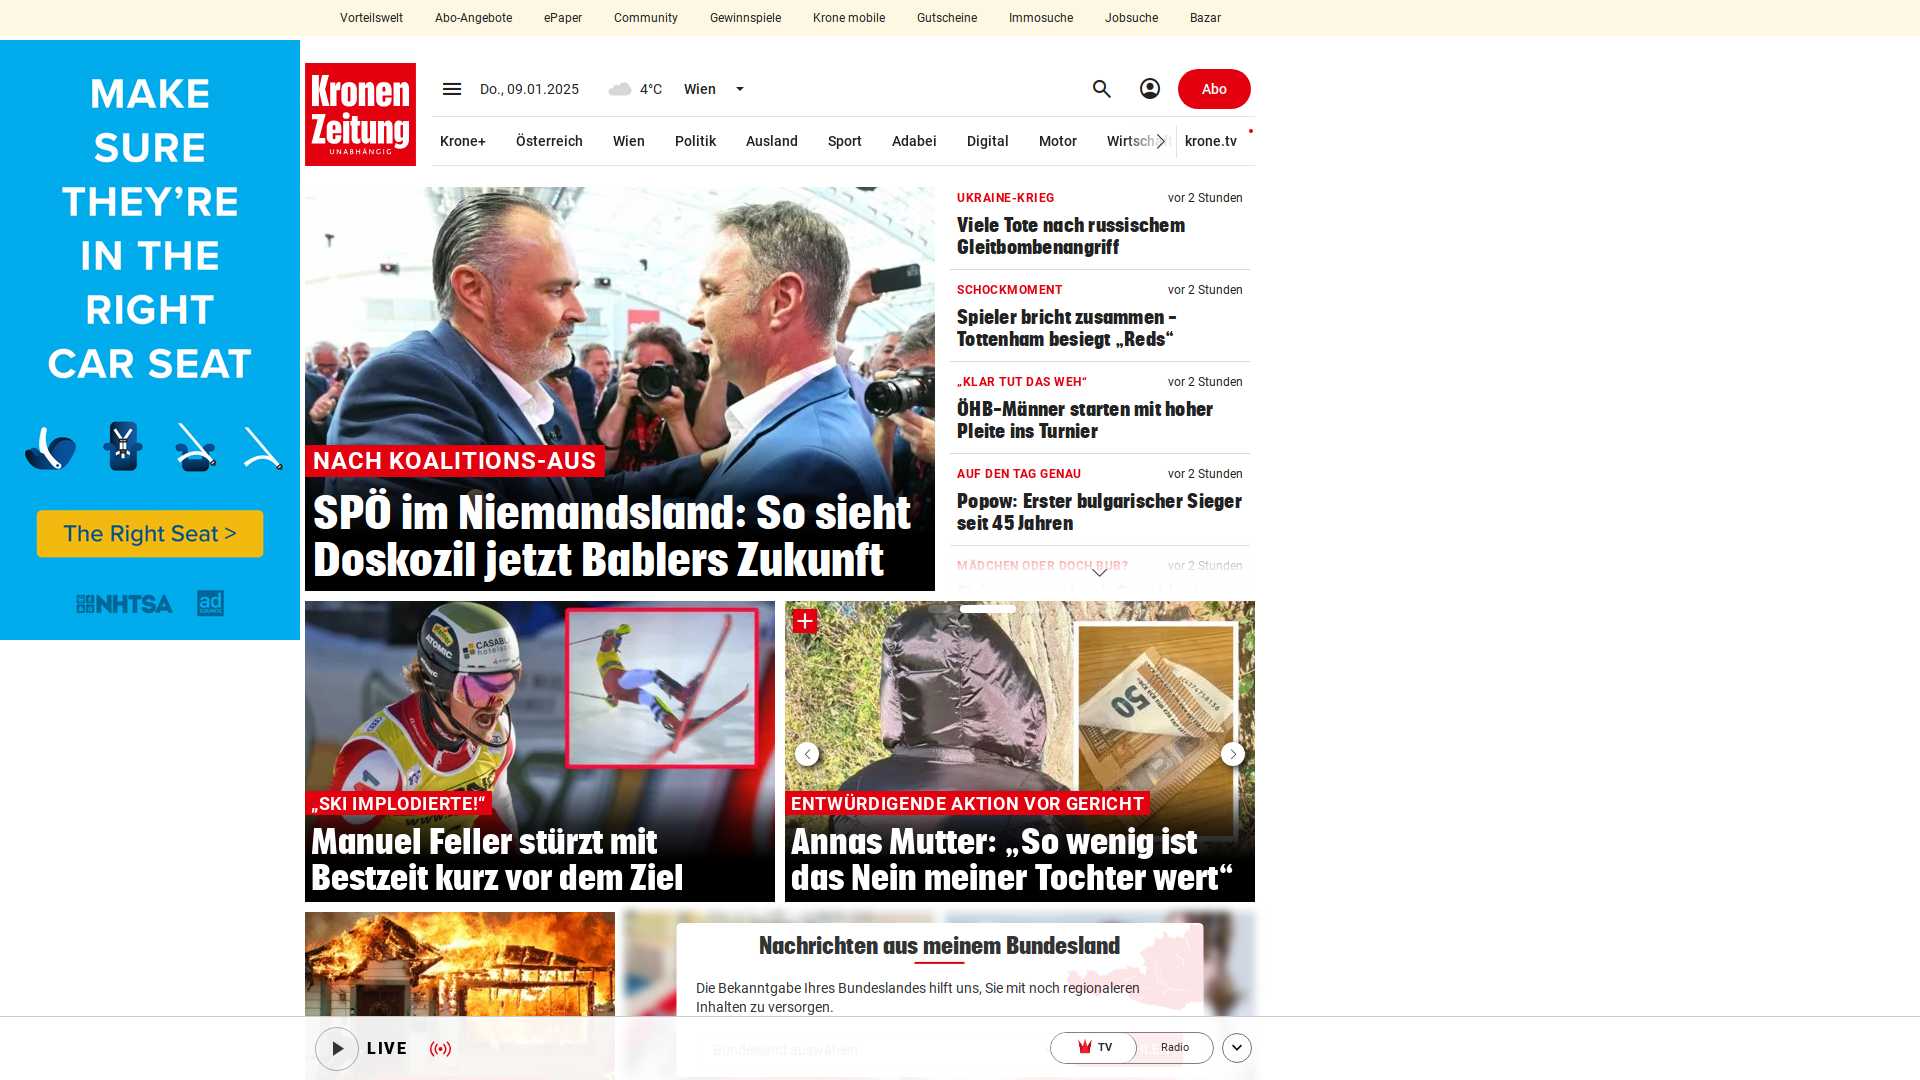 Vorteilswelt
Abo-Angebote
ePaper
Community
Gewinnspiele
Krone mobile
Gutscheine
Immosuche
Jobsuche
Bazar
MAKE
SURE
THEY'RE
IN THE
RIGHT
CAR SEAT
The Right Seat >
NHTSA
ad
Kronen
Zeitung
UNABHÄNGIG
Do., 09.01.2025
4°C
Wien
Abo
Krone+
Österreich
Wien
Politik
Ausland
Sport
Adabei
Digital
Motor
Wirtschaft
krone.tv
NACH KOALITIONS-AUS
SPÖ im Niemandsland: So sieht
Doskozil jetzt Bablers Zukunft
UKRAINE-KRIEG
vor 2 Stunden
Viele Tote nach russischem
Gleitbombenangriff
SCHOCKMOMENT
vor 2 Stunden
Spieler bricht zusammen –
Tottenham besiegt „Reds“
„KLAR TUT DAS WEH“
vor 2 Stunden
ÖHB-Männer starten mit hoher
Pleite ins Turnier
AUF DEN TAG GENAU
vor 2 Stunden
Popow: Erster bulgarischer Sieger
seit 45 Jahren
MÄDCHEN ODER DOCH BUB?
vor 2 Stunden
ATOMIC
CASABLANCA
hotels
1
„SKI IMPLODIERTE!“
Manuel Feller stürzt mit
Bestzeit kurz vor dem Ziel
50
ENTWÜRDIGENDE AKTION VOR GERICHT
Annas Mutter: „So wenig ist
das Nein meiner Tochter wert“
Nachrichten aus meinem Bundesland
Die Bekanntgabe Ihres Bundeslandes hilft uns, Sie mit noch regionaleren
Inhalten zu versorgen.
Bundesland auswählen
LIVE
TV
Radio